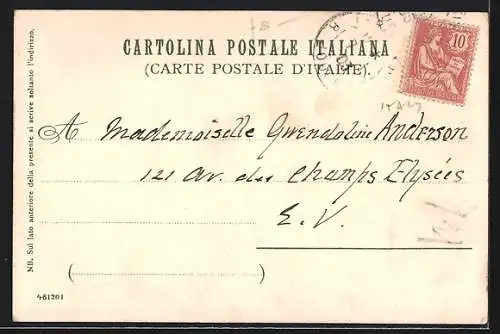 CARTOLINA POSTALE ITALIANA
(CARTE POSTALE D'ITALIE).
10
ITALY
A Mademoiselle Gwendoline Anderson
121 av. des Champs Elysées
E.V.
NB. Sul lato anteriore della presente si scrive soltanto l'indirizzo.
461201